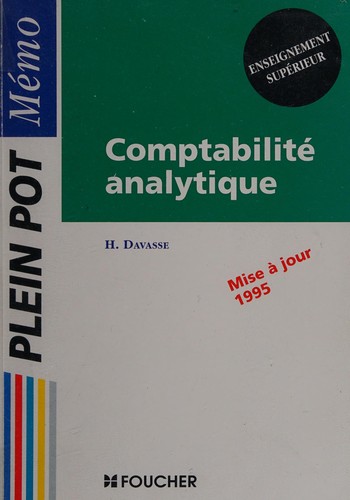 PLEIN POT Mémo
ENSEIGNEMENT
SUPÉRIEUR
Comptabilité
analytique
H. DAVASSE
Mise à jour
1995
FOUCHER